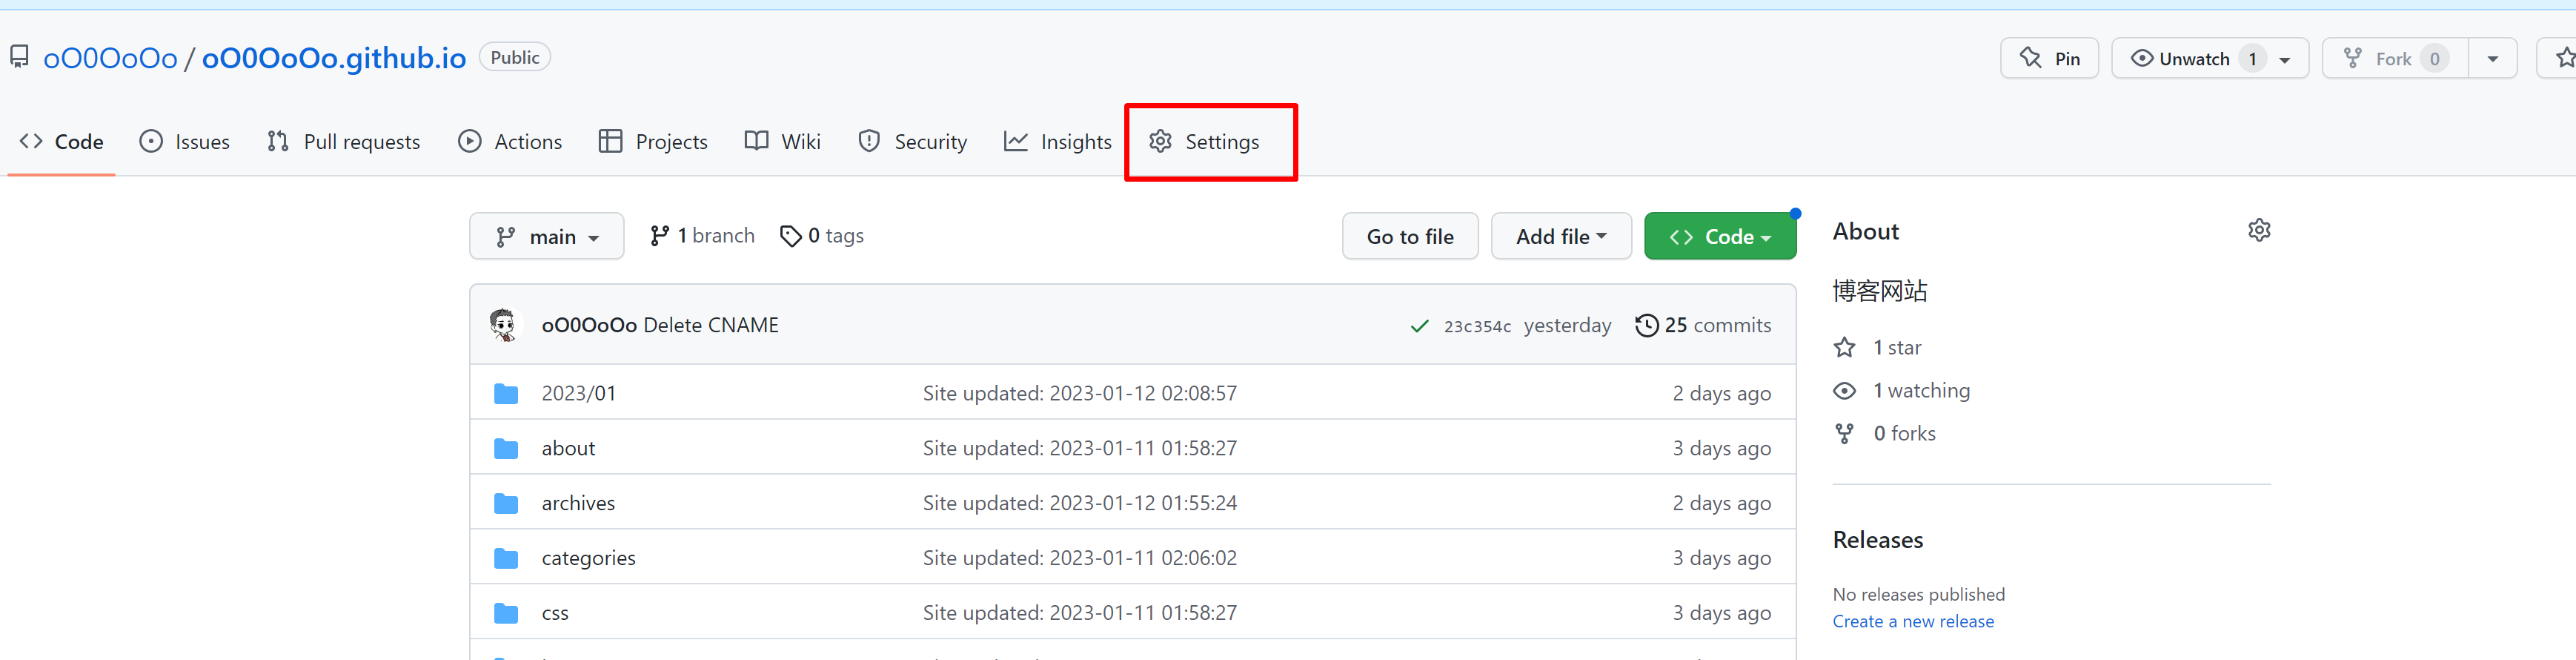 oO0OoOo / oO0OoOo.github.io Public Pin Unwatch 1 Fork 0
Code Issues Pull requests Actions Projects Wiki Security Insights Settings
main 1 branch 0 tags Go to file Add file Code
oO0OoOo Delete CNAME 23c354c yesterday 25 commits
2023/01 Site updated: 2023-01-12 02:08:57 2 days ago
about Site updated: 2023-01-11 01:58:27 3 days ago
archives Site updated: 2023-01-12 01:55:24 2 days ago
categories Site updated: 2023-01-11 02:06:02 3 days ago
css Site updated: 2023-01-11 01:58:27 3 days ago
About
博客网站
1 star
1 watching
0 forks
Releases
No releases published
Create a new release